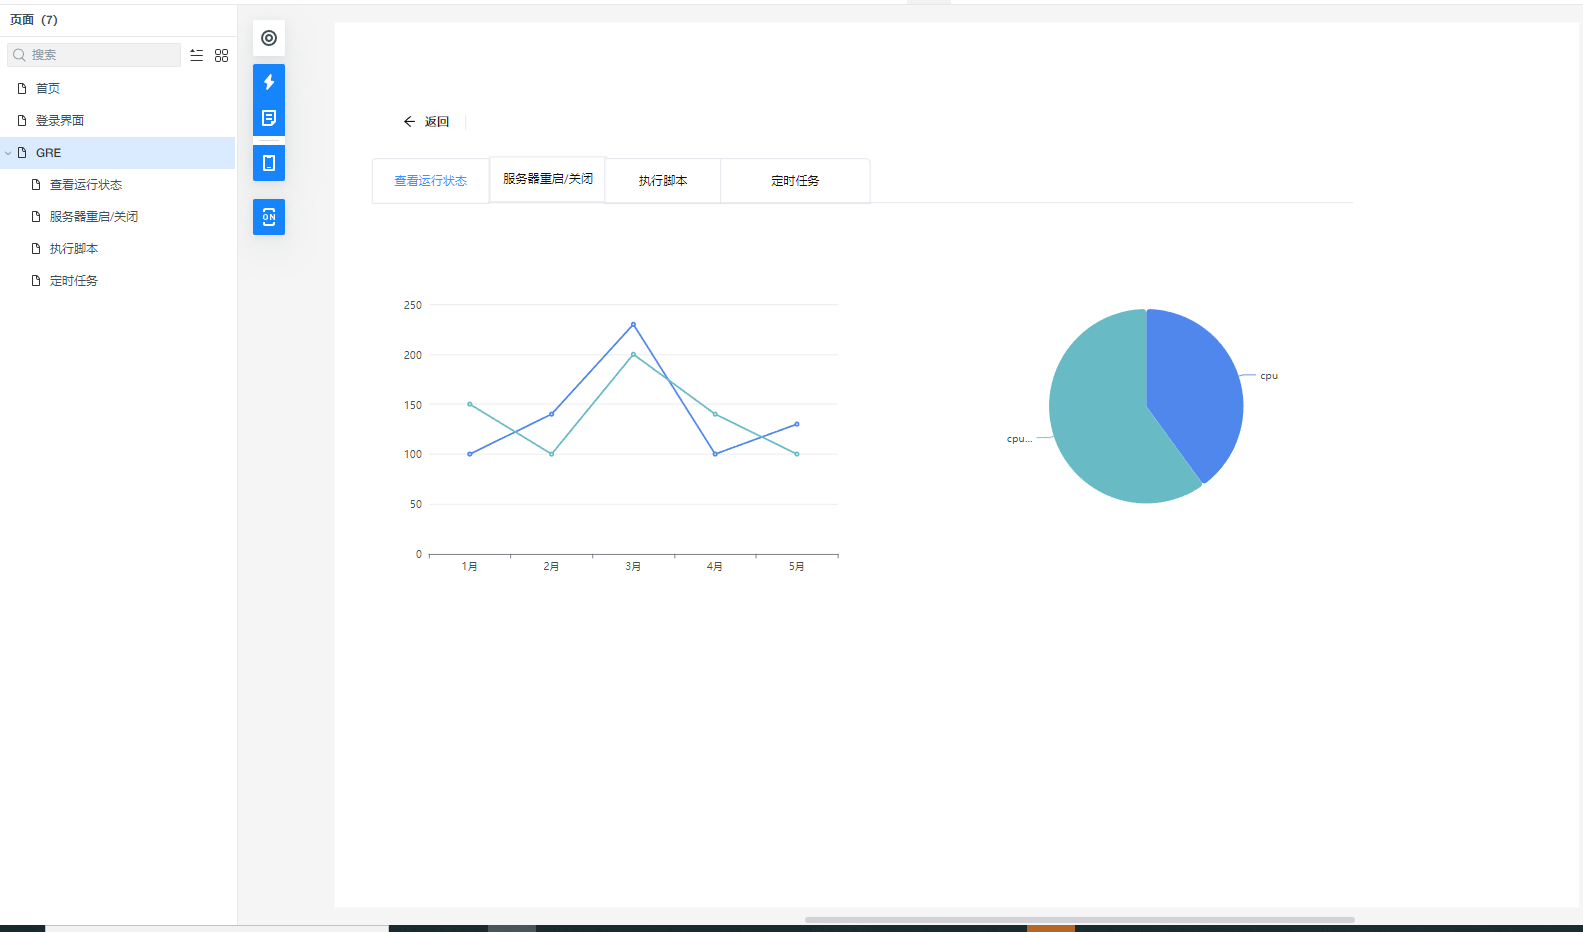 页面 (7)
搜索
首页
登录界面
GRE
查看运行状态
服务器重启/关闭
执行脚本
定时任务
ON
返回
查看运行状态
服务器重启/关闭
执行脚本
定时任务
250
200
150
100
50
0
1月
2月
3月
4月
5月
cpu
cpu...